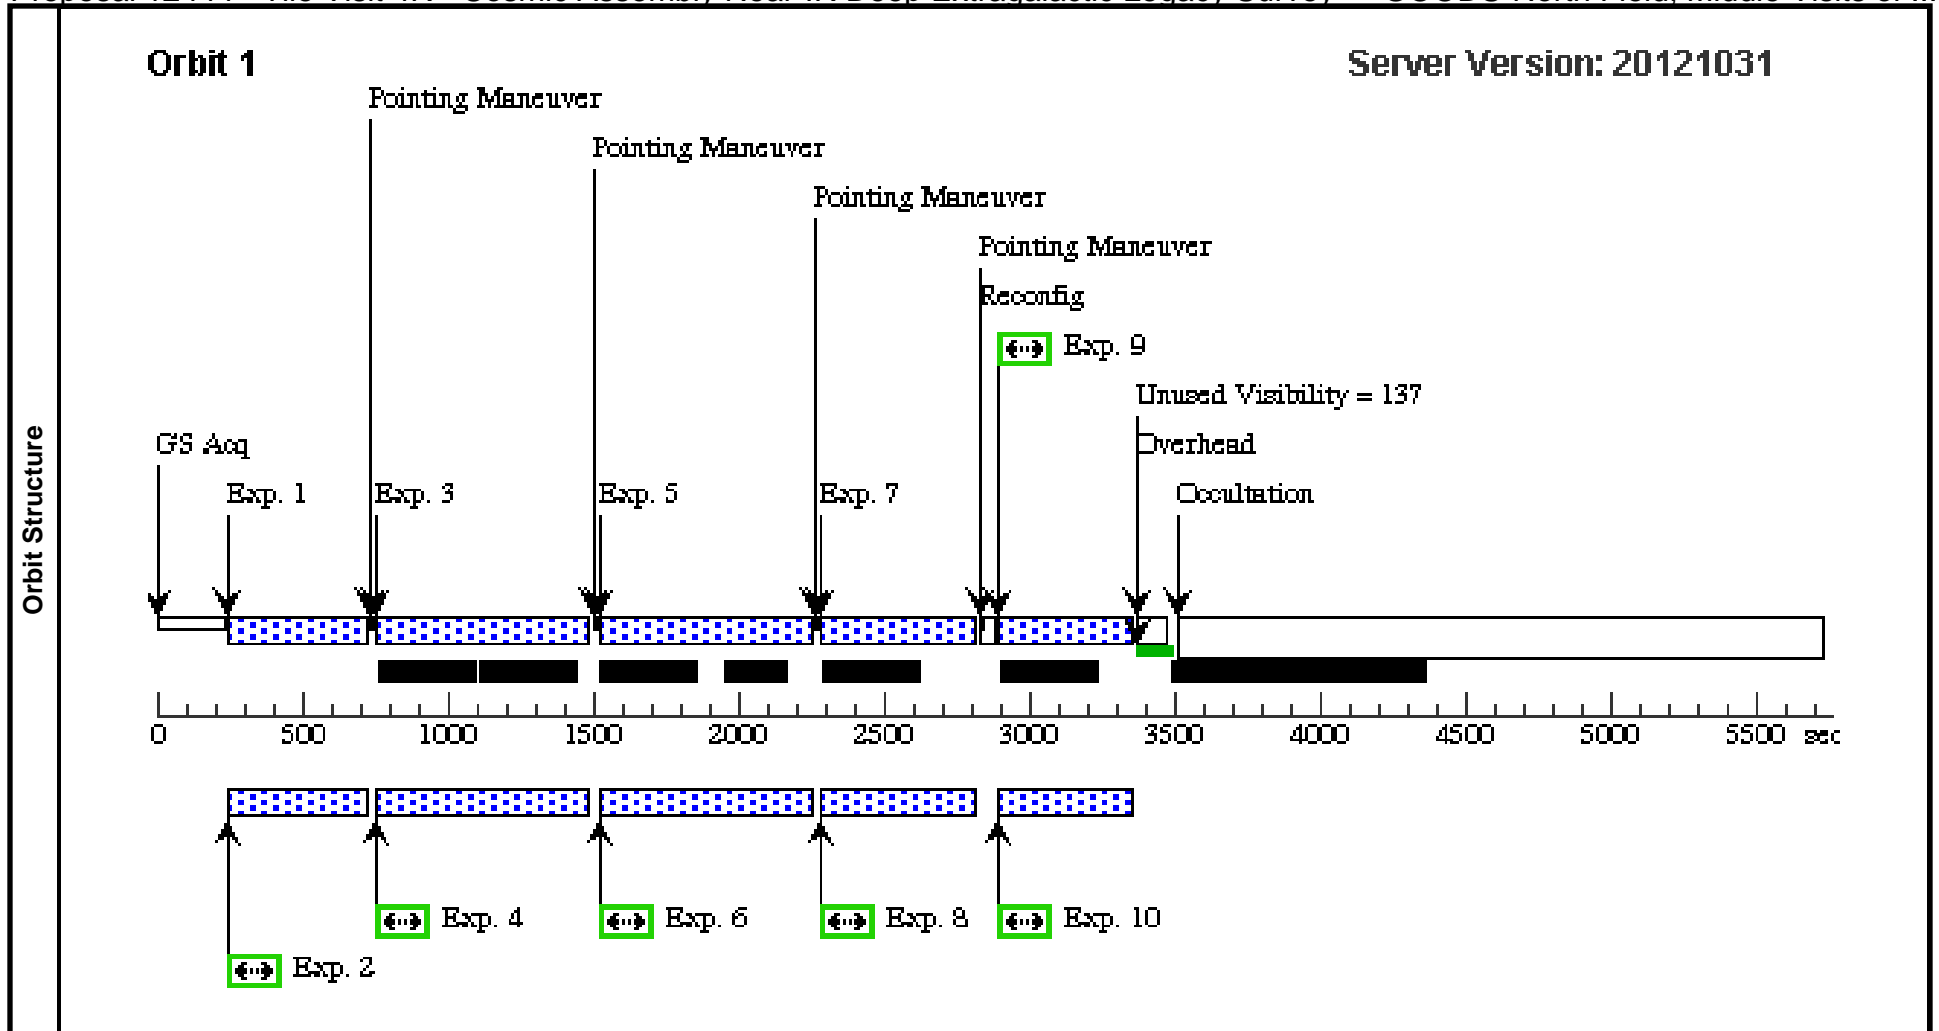 Orbit 1
Server Version: 20121031
Pointing Maneuver
Pointing Maneuver
Pointing Maneuver
Pointing Maneuver
Reconfig
Exp. 9
Unused Visibility = 137
GS Acq
Overhead
Exp. 1
Exp. 3
Exp. 5
Exp. 7
Occultation
Orbit Structure
0 500 1000 1500 2000 2500 3000 3500 4000 4500 5000 5500 sec
Exp. 4
Exp. 6
Exp. 8
Exp. 10
Exp. 2